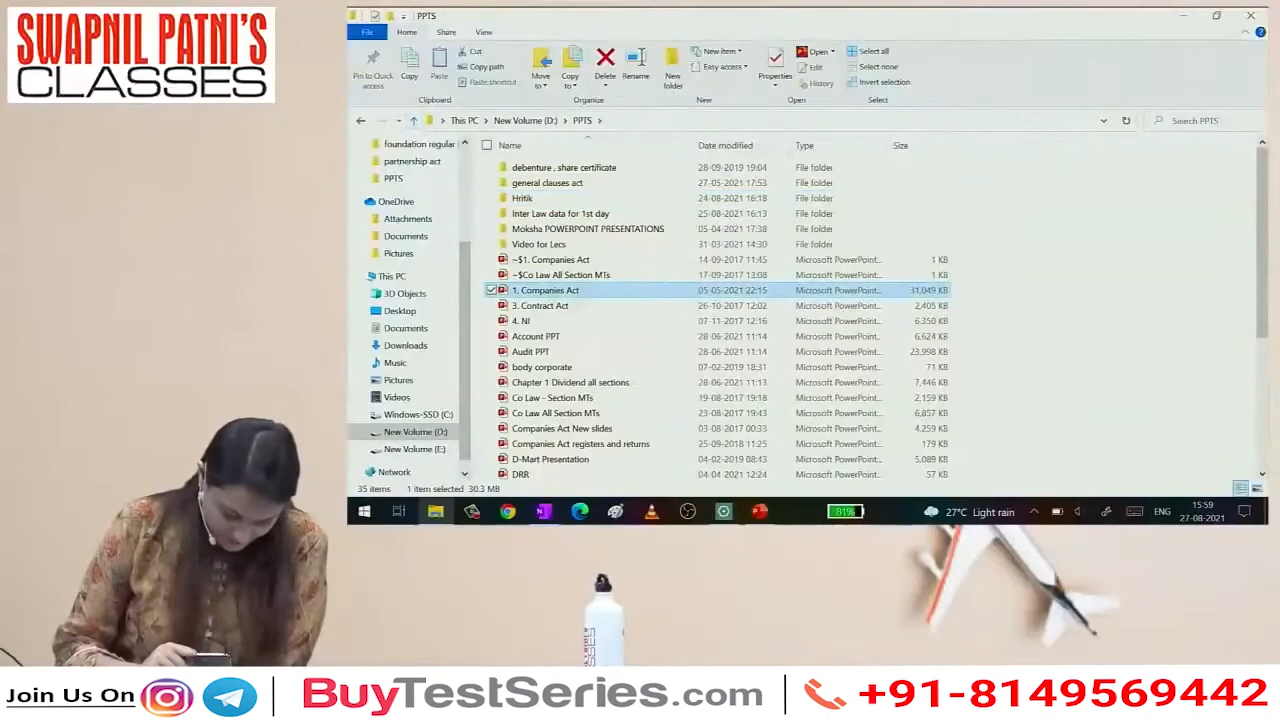 SWAPNIL PATNI'S
CLASSES
PPTS
File Home Share View
Pin to Quick access
Copy
Paste
Cut
Copy path
Paste shortcut
Clipboard
Move to
Copy to
Delete
Rename
Organize
New folder
New item
Easy access
New
Properties
Open
Edit
History
Open
Select all
Select none
Invert selection
Select
This PC > New Volume (D:) > PPTS >
Search PPTS
foundation regular
partnership act
PPTS
OneDrive
Attachments
Documents
Pictures
This PC
3D Objects
Desktop
Documents
Downloads
Music
Pictures
Videos
Windows-SSD (C:)
New Volume (D:)
New Volume (E:)
Network
Name Date modified Type Size
debenture , share certificate 28-09-2019 19:04 File folder
general clauses act 27-05-2021 17:53 File folder
Hritik 24-08-2021 16:18 File folder
Inter Law data for 1st day 25-08-2021 16:13 File folder
Moksha POWERPOINT PRESENTATIONS 05-04-2021 17:38 File folder
Video for Lecs 31-03-2021 14:30 File folder
~$1. Companies Act 14-09-2017 11:45 Microsoft PowerPoint... 1 KB
~$Co Law All Section MTs 17-09-2017 13:08 Microsoft PowerPoint... 1 KB
1. Companies Act 05-05-2021 22:15 Microsoft PowerPoint... 31,049 KB
3. Contract Act 26-10-2017 12:02 Microsoft PowerPoint... 2,405 KB
4. NI 07-11-2017 12:16 Microsoft PowerPoint... 6,350 KB
Account PPT 28-06-2021 11:14 Microsoft PowerPoint... 6,624 KB
Audit PPT 28-06-2021 11:14 Microsoft PowerPoint... 23,998 KB
body corporate 07-02-2019 18:31 Microsoft PowerPoint... 71 KB
Chapter 1 Dividend all sections 28-06-2021 11:13 Microsoft PowerPoint... 7,446 KB
Co Law - Section MTs 19-08-2017 19:18 Microsoft PowerPoint... 2,159 KB
Co Law All Section MTs 23-08-2017 19:43 Microsoft PowerPoint... 6,857 KB
Companies Act New slides 03-08-2017 00:33 Microsoft PowerPoint... 4,259 KB
Companies Act registers and returns 25-09-2018 11:25 Microsoft PowerPoint... 179 KB
D-Mart Presentation 04-02-2019 08:43 Microsoft PowerPoint... 5,089 KB
DRR 04-04-2021 12:24 Microsoft PowerPoint... 57 KB
35 items 1 item selected 30.3 MB
81%
27°C Light rain
ENG
15:59
27-08-2021
Join Us On
BuyTestSeries.com
+91-8149569442